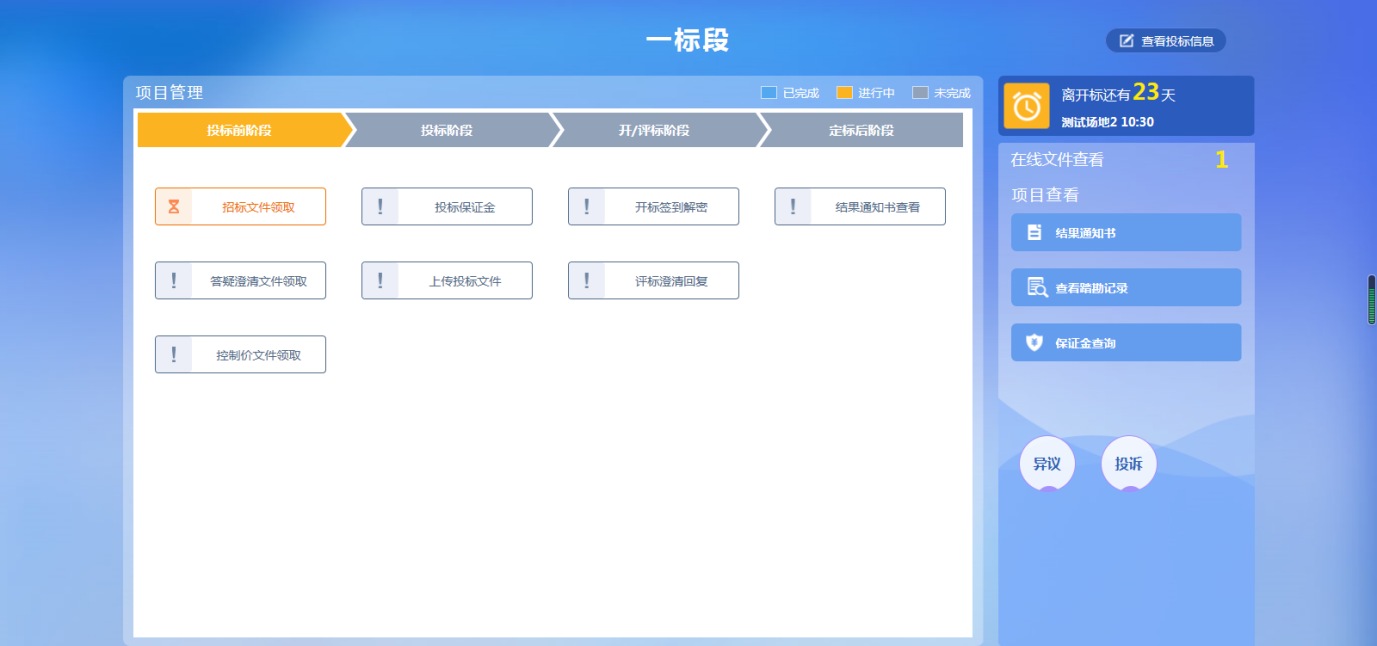 一标段
查看投标信息
项目管理
已完成 进行中 未完成
投标前阶段 投标阶段 开/评标阶段 定标后阶段
招标文件领取 投标保证金 开标签到解密 结果通知书查看
答疑澄清文件领取 上传投标文件 评标澄清回复
控制价文件领取
离开标还有23天
测试场地2 10:30
在线文件查看 1
项目查看
结果通知书
查看踏勘记录
保证金查询
异议 投诉